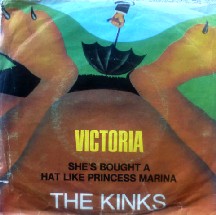 VICTORIA
SHE'S BOUGHT A
HAT LIKE PRINCESS MARINA
THE KINKS